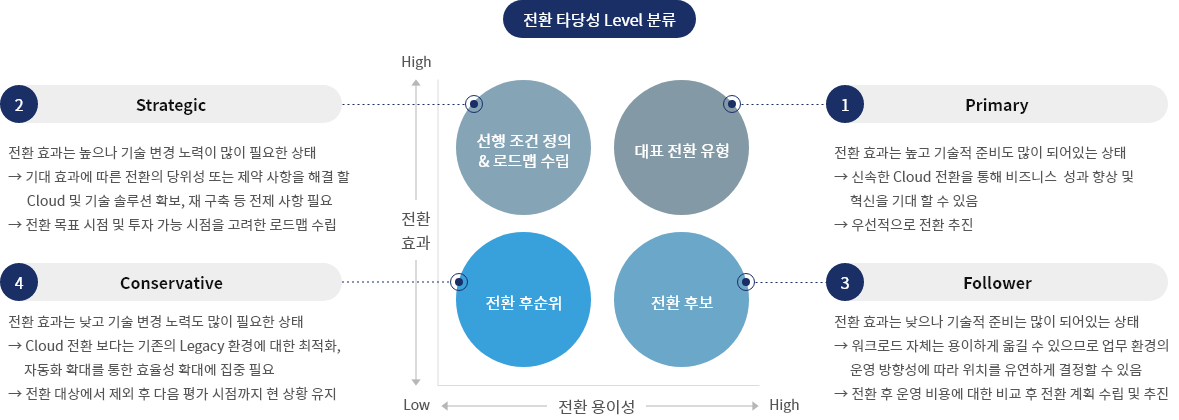 전환 타당성 Level 분류
High
2
Strategic
전환 효과는 높으나 기술 변경 노력이 많이 필요한 상태
→ 기대 효과에 따른 전환의 당위성 또는 제약 사항을 해결 할
Cloud 및 기술 솔루션 확보, 재 구축 등 전제 사항 필요
→ 전환 목표 시점 및 투자 가능 시점을 고려한 로드맵 수립
선행 조건 정의
& 로드맵 수립
대표 전환 유형
1
Primary
전환 효과는 높고 기술적 준비도 많이 되어있는 상태
→ 신속한 Cloud 전환을 통해 비즈니스 성과 향상 및
혁신을 기대 할 수 있음
→ 우선적으로 전환 추진
전환
효과
4
Conservative
전환 효과는 낮고 기술 변경 노력도 많이 필요한 상태
→ Cloud 전환 보다는 기존의 Legacy 환경에 대한 최적화,
자동화 확대를 통한 효율성 확대에 집중 필요
→ 전환 대상에서 제외 후 다음 평가 시점까지 현 상황 유지
전환 후순위
전환 후보
3
Follower
전환 효과는 낮으나 기술적 준비는 많이 되어있는 상태
→ 워크로드 자체는 용이하게 옮길 수 있으므로 업무 환경의
운영 방향성에 따라 위치를 유연하게 결정할 수 있음
→ 전환 후 운영 비용에 대한 비교 후 전환 계획 수립 및 추진
Low
전환 용이성
High